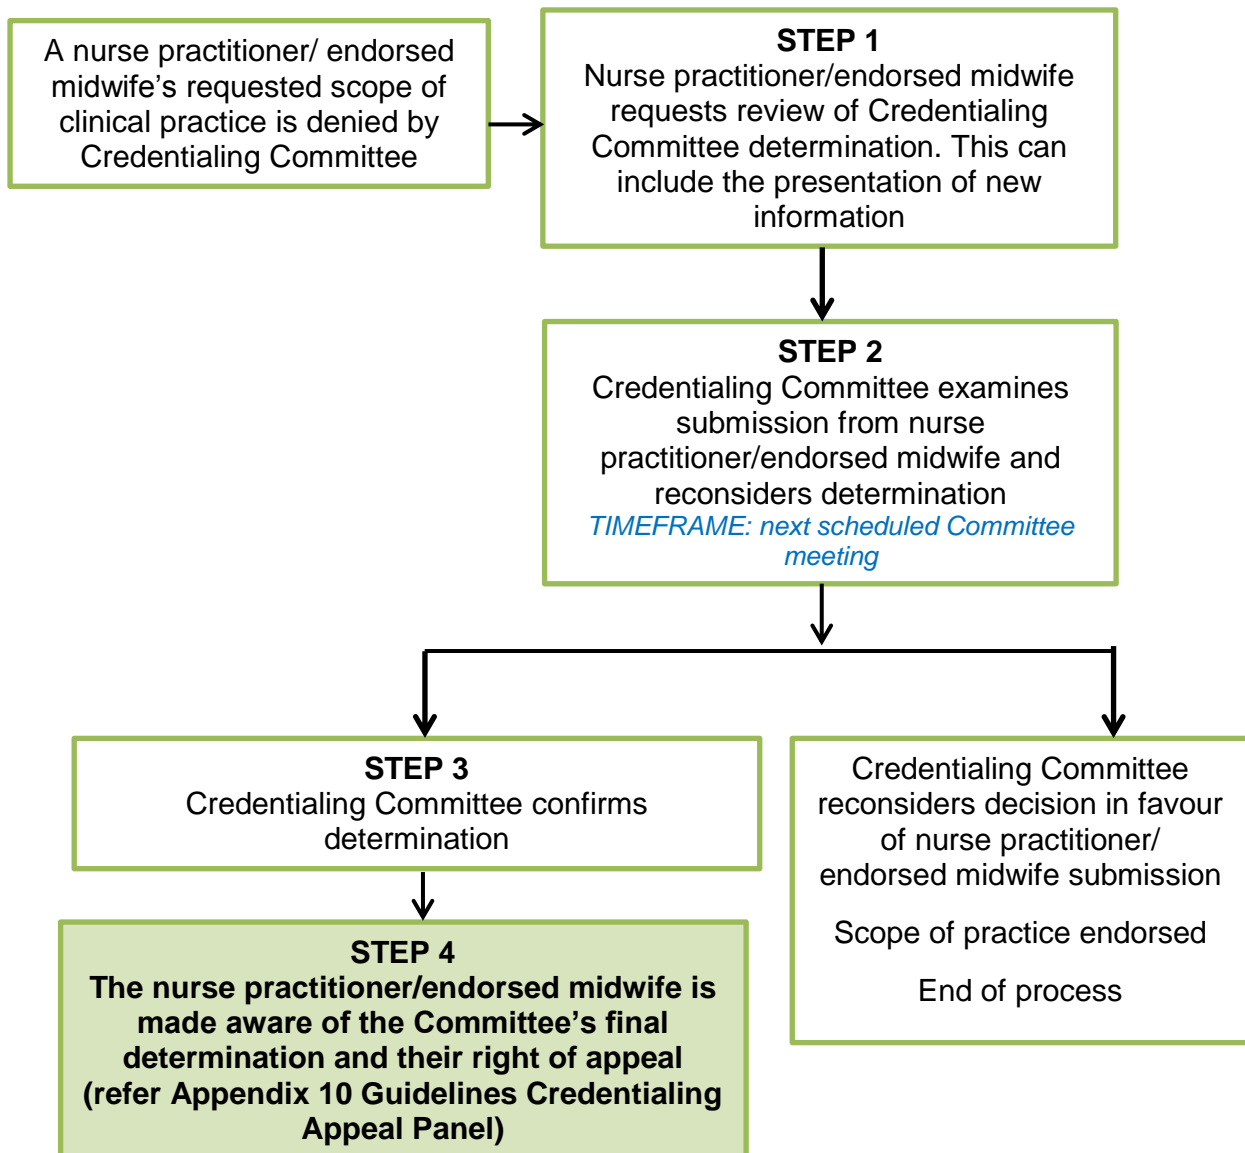 A nurse practitioner/ endorsed
midwife’s requested scope of
clinical practice is denied by
Credentialing Committee
STEP 1
Nurse practitioner/endorsed midwife
requests review of Credentialing
Committee determination. This can
include the presentation of new
information
STEP 2
Credentialing Committee examines
submission from nurse
practitioner/endorsed midwife and
reconsiders determination
TIMEFRAME: next scheduled Committee
meeting
STEP 3
Credentialing Committee confirms
determination
Credentialing Committee
reconsiders decision in favour
of nurse practitioner/
endorsed midwife submission
Scope of practice endorsed
End of process
STEP 4
The nurse practitioner/endorsed midwife is
made aware of the Committee’s final
determination and their right of appeal
(refer Appendix 10 Guidelines Credentialing
Appeal Panel)